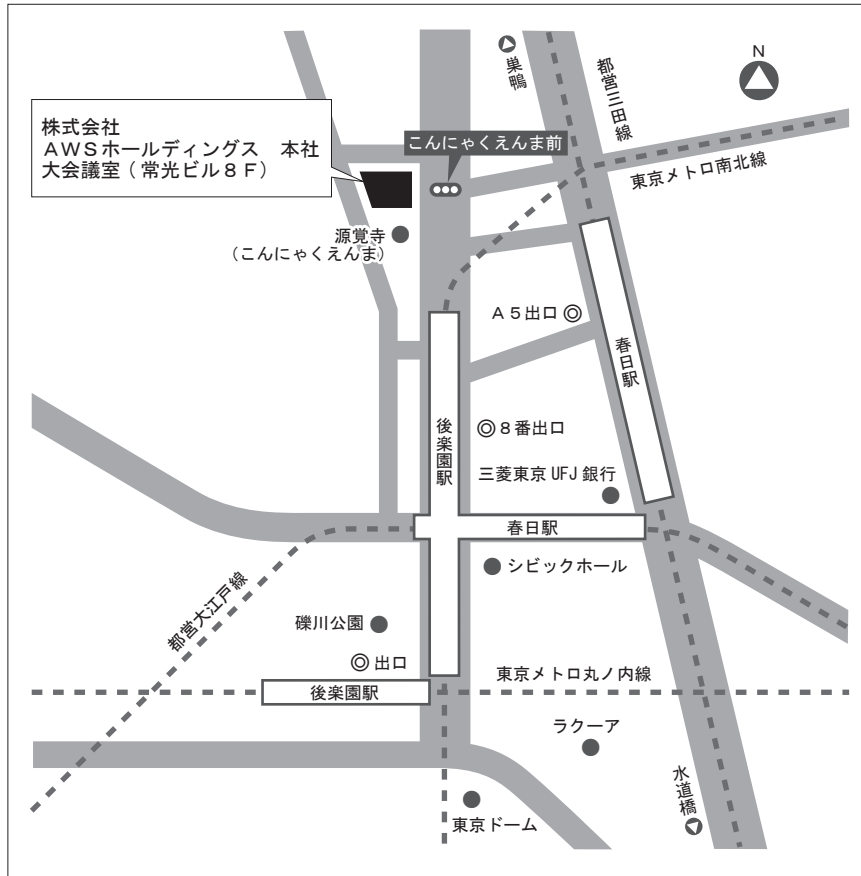 N
巣鴨
都営三田線
株式会社
ＡＷＳホールディングス　本社
大会議室（常光ビル８Ｆ）
こんにゃくえんま前
東京メトロ南北線
源覚寺
（こんにゃくえんま）
Ａ５出口
春日駅
後楽園駅
８番出口
三菱東京 UFJ 銀行
春日駅
シビックホール
都営大江戸線
礫川公園
出口
東京メトロ丸ノ内線
後楽園駅
ラクーア
水道橋
東京ドーム